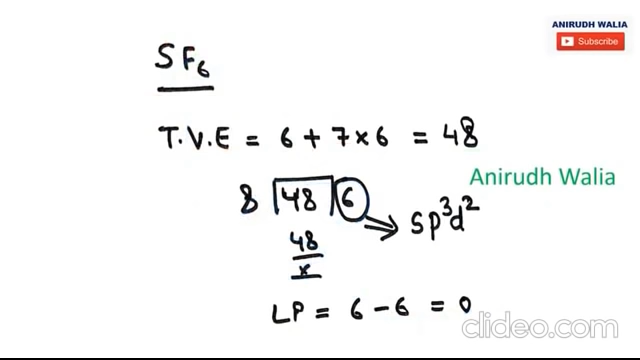 ANIRUDH WALIA
Subscribe
SF₆
T.V.E = 6 + 7×6 = 48
Anirudh Walia
8 48 6
sp³d²
48
x
LP = 6 - 6 = 0
clideo.com